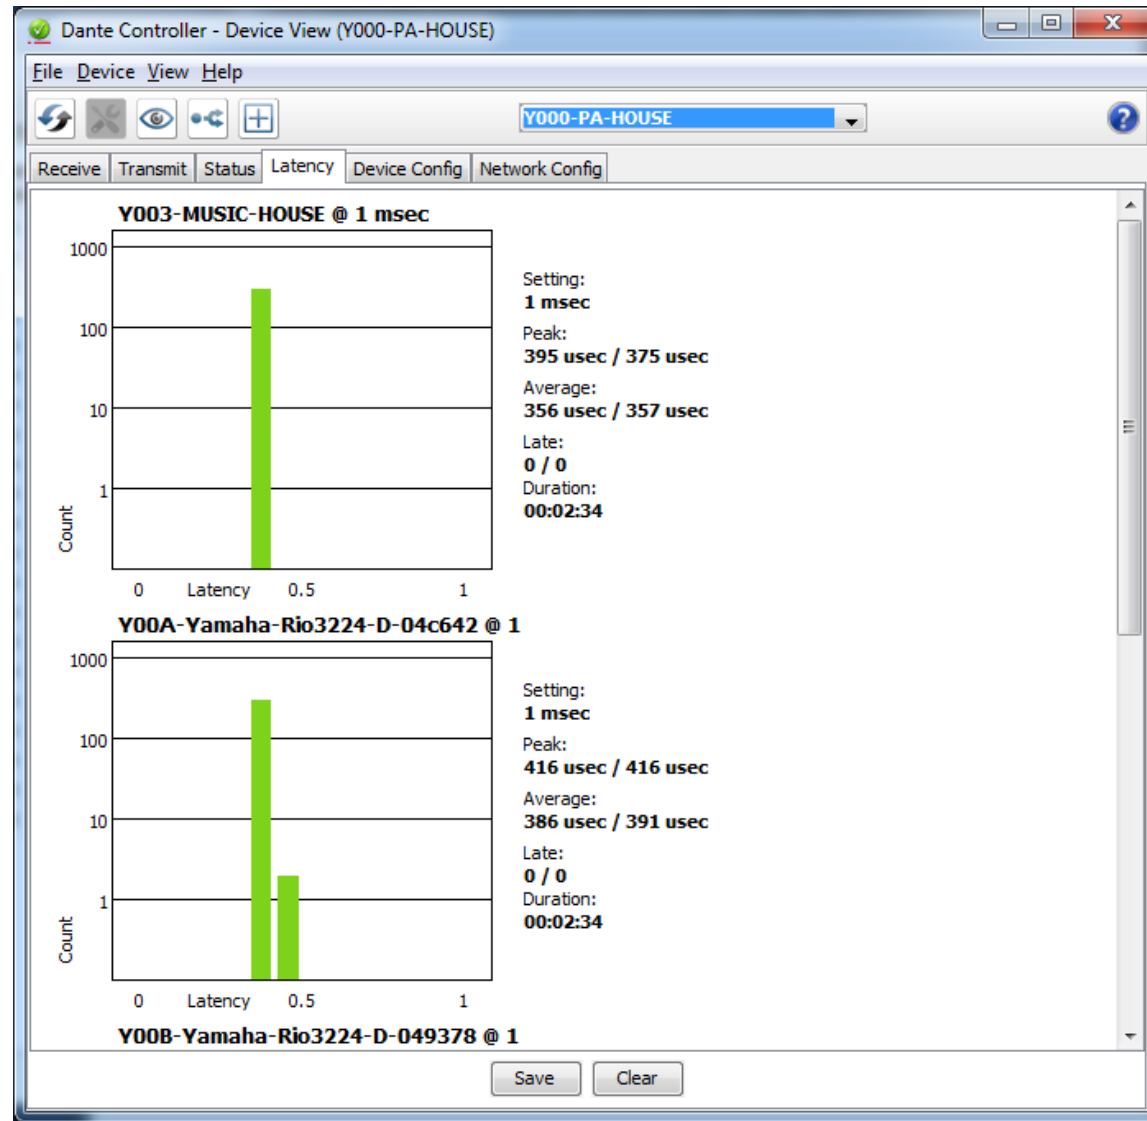 Dante Controller - Device View (Y000-PA-HOUSE)
File Device View Help
Y000-PA-HOUSE
Receive Transmit Status Latency Device Config Network Config
Y003-MUSIC-HOUSE @ 1 msec
1000
100
10
1
Count
0 Latency 0.5 1
Setting:
1 msec
Peak:
395 usec / 375 usec
Average:
356 usec / 357 usec
Late:
0 / 0
Duration:
00:02:34
Y00A-Yamaha-Rio3224-D-04c642 @ 1
1000
100
10
1
Count
0 Latency 0.5 1
Setting:
1 msec
Peak:
416 usec / 416 usec
Average:
386 usec / 391 usec
Late:
0 / 0
Duration:
00:02:34
Y00B-Yamaha-Rio3224-D-049378 @ 1
Save Clear